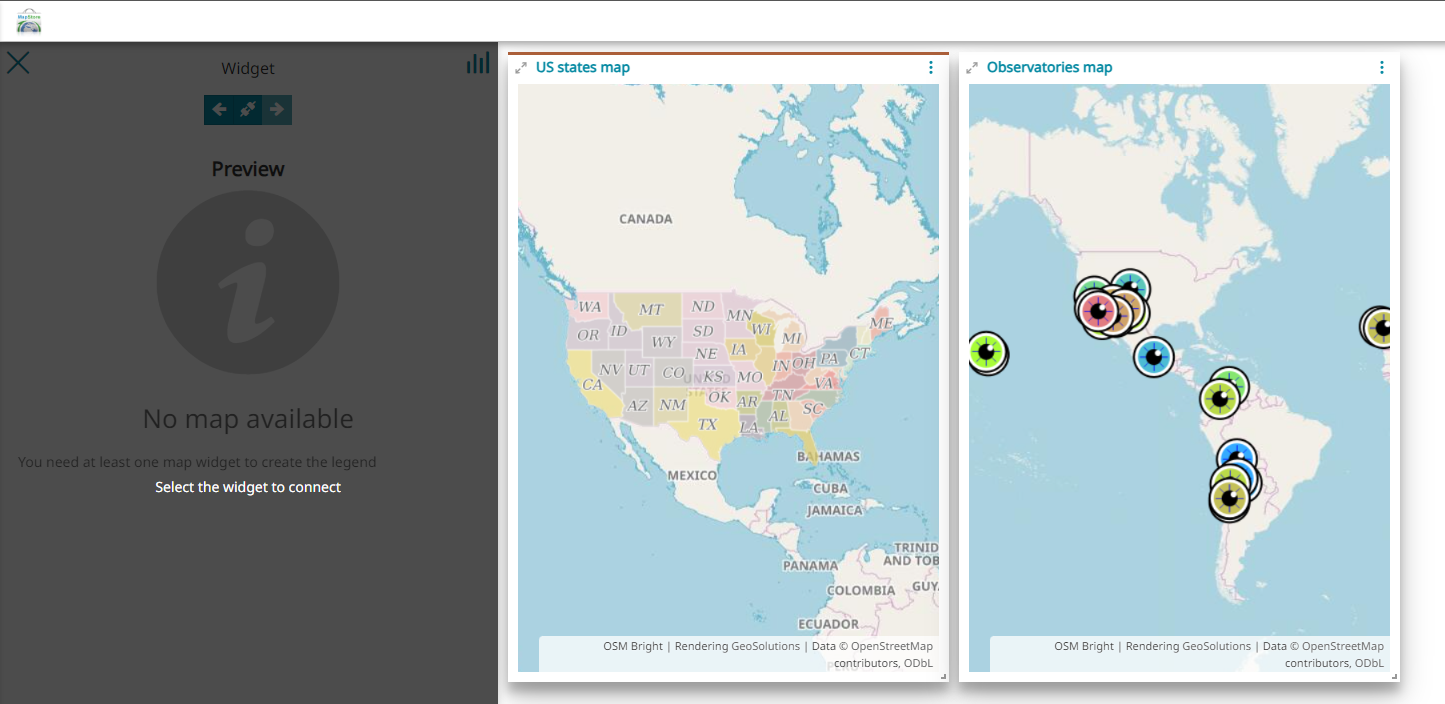 MapStore
Widget
Preview
No map available
You need at least one map widget to create the legend
Select the widget to connect
US states map
CANADA
WA
MT
ND
MN
ME
OR
ID
SD
WI
MI
WY
IA
NE
PA
CT
NV
UT
CO
UNITED
STATES
KS
MO
IN
OH
VA
CA
AZ
NM
OK
AR
TN
SC
TX
LA
AL
BAHAMAS
MEXICO
CUBA
JAMAICA
TRINID
AND TOB
PANAMA
COLOMBIA
GUY
ECUADOR
OSM Bright | Rendering GeoSolutions | Data © OpenStreetMap
contributors, ODbL
Observatories map
OSM Bright | Rendering GeoSolutions | Data © OpenStreetMap
contributors, ODbL